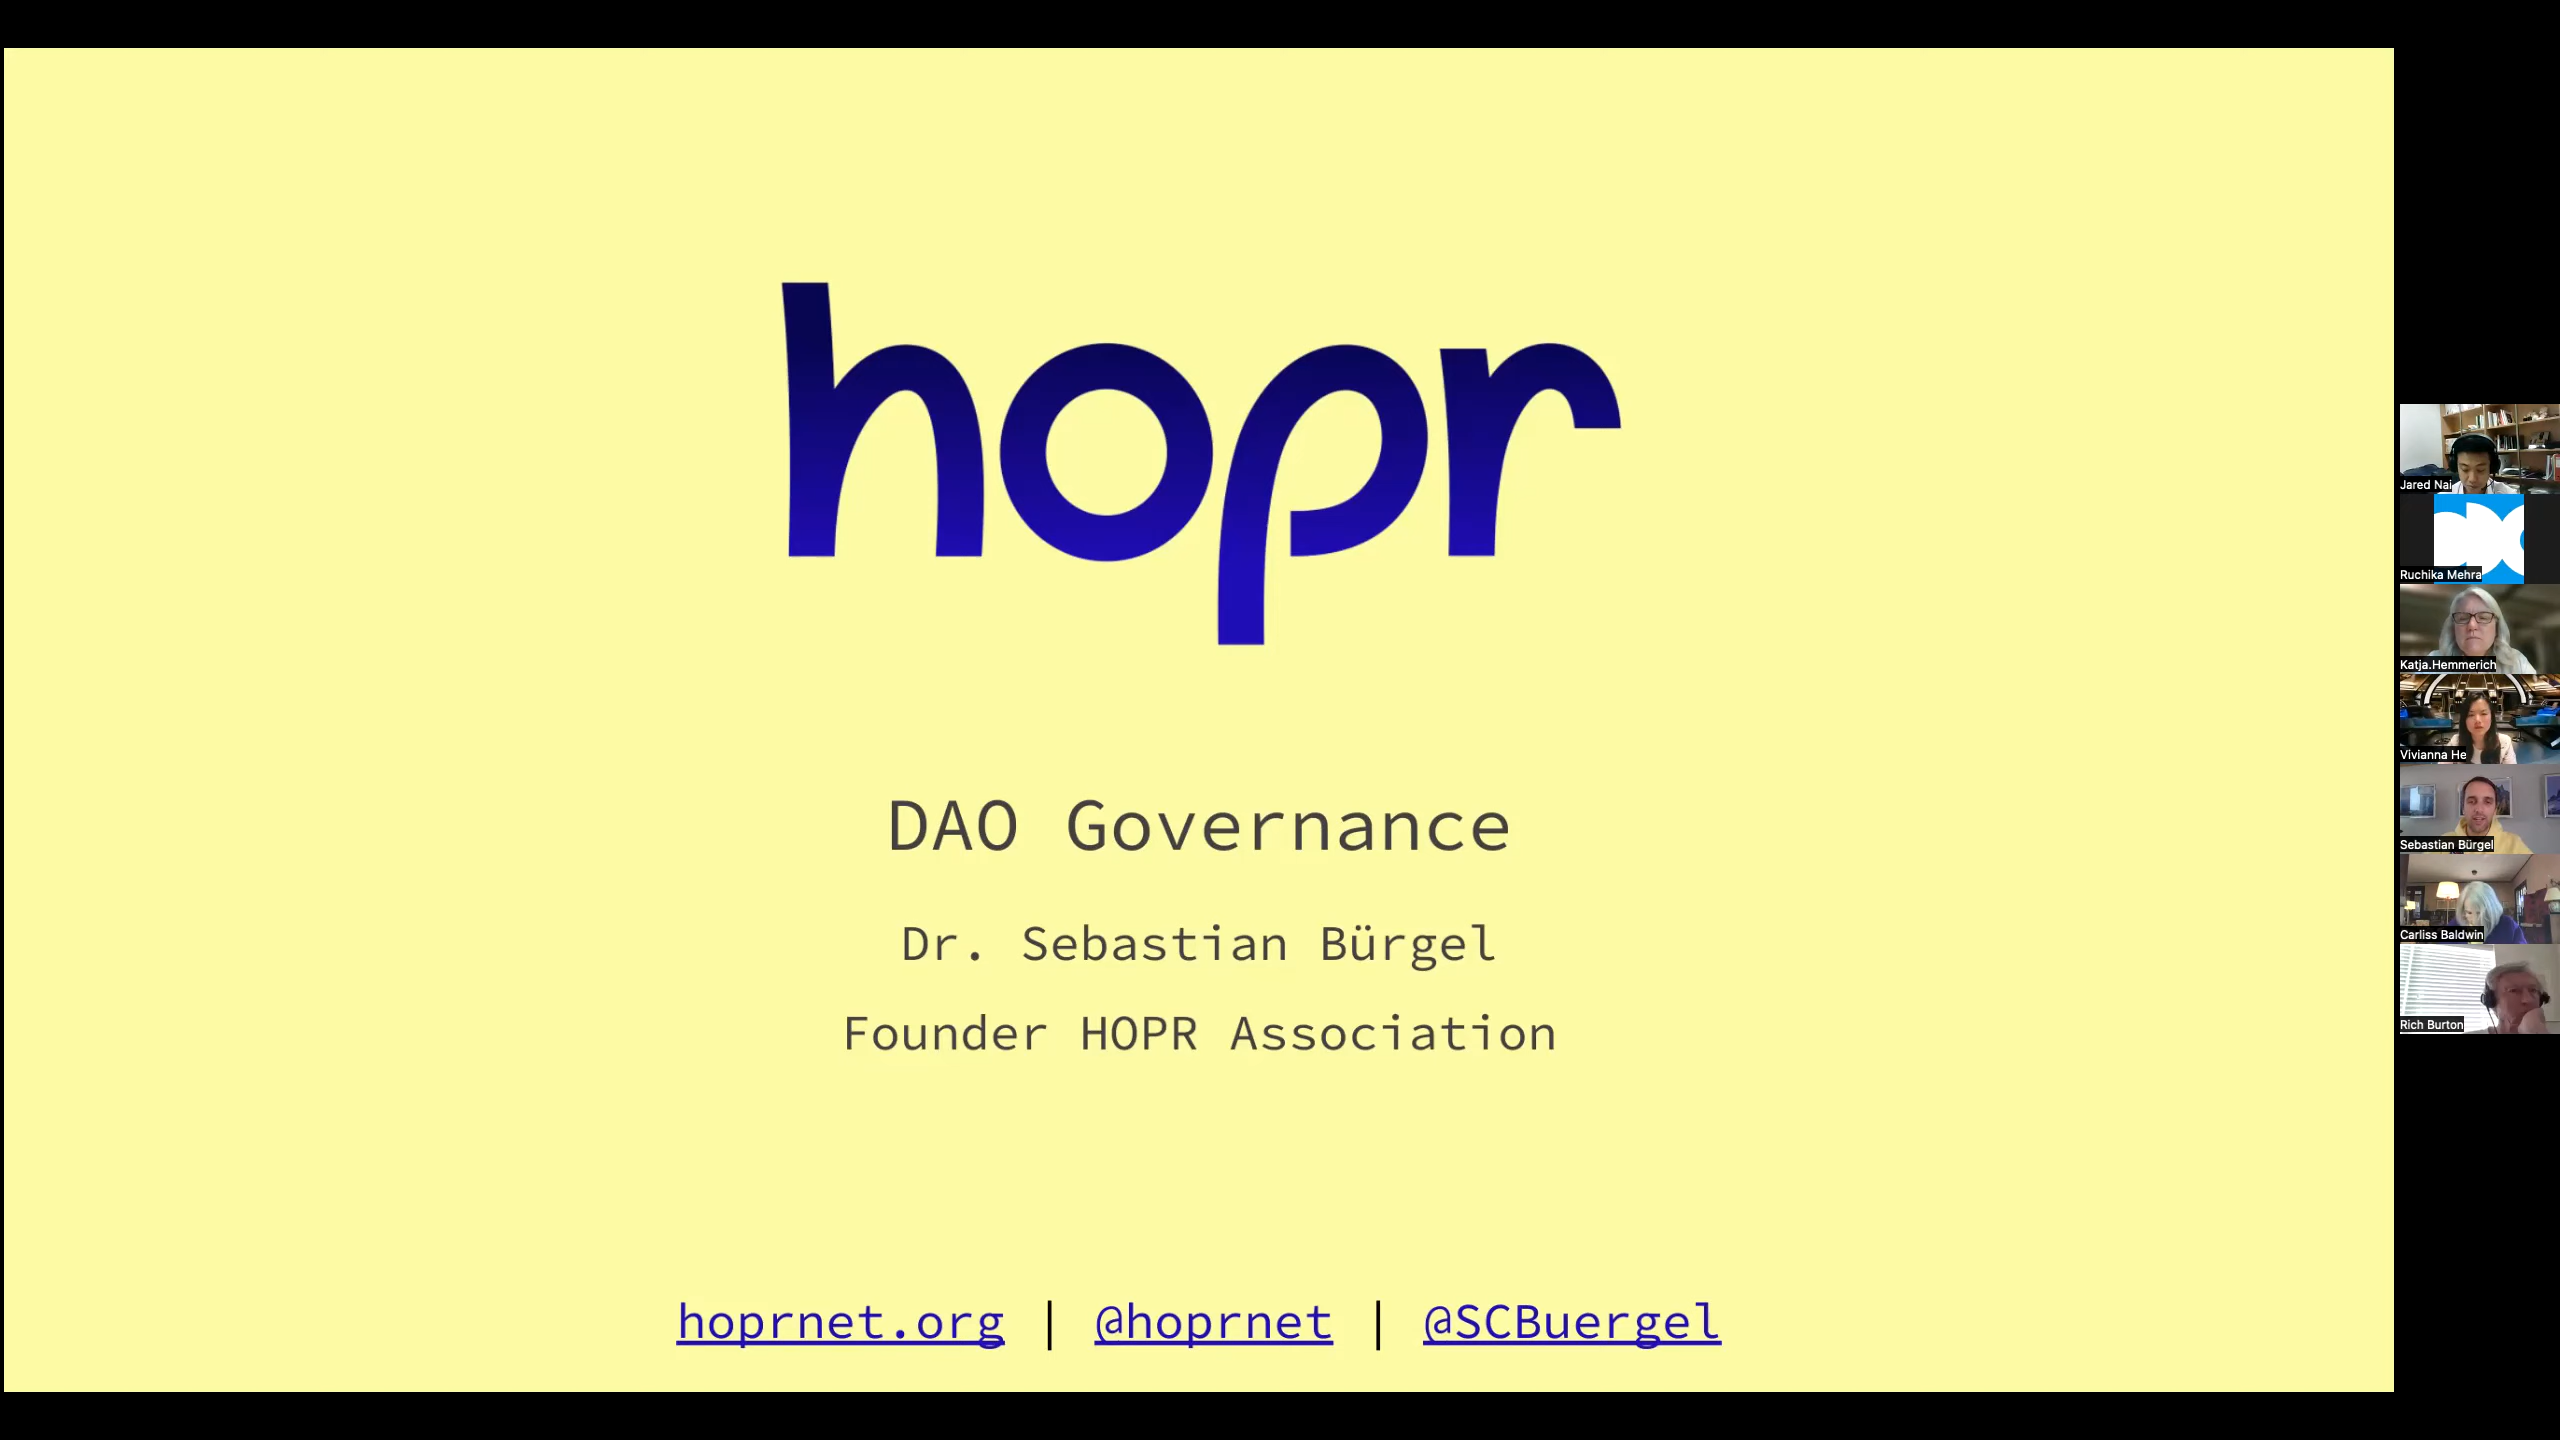 hopr
DAO Governance
Dr. Sebastian Bürgel
Founder HOPR Association
hoprnet.org | @hoprnet | @SCBuergel
Jared Nai
Ruchika Mehra
Katja.Hemmerich
Vivianna He
Sebastian Bürgel
Carliss Baldwin
Rich Burton